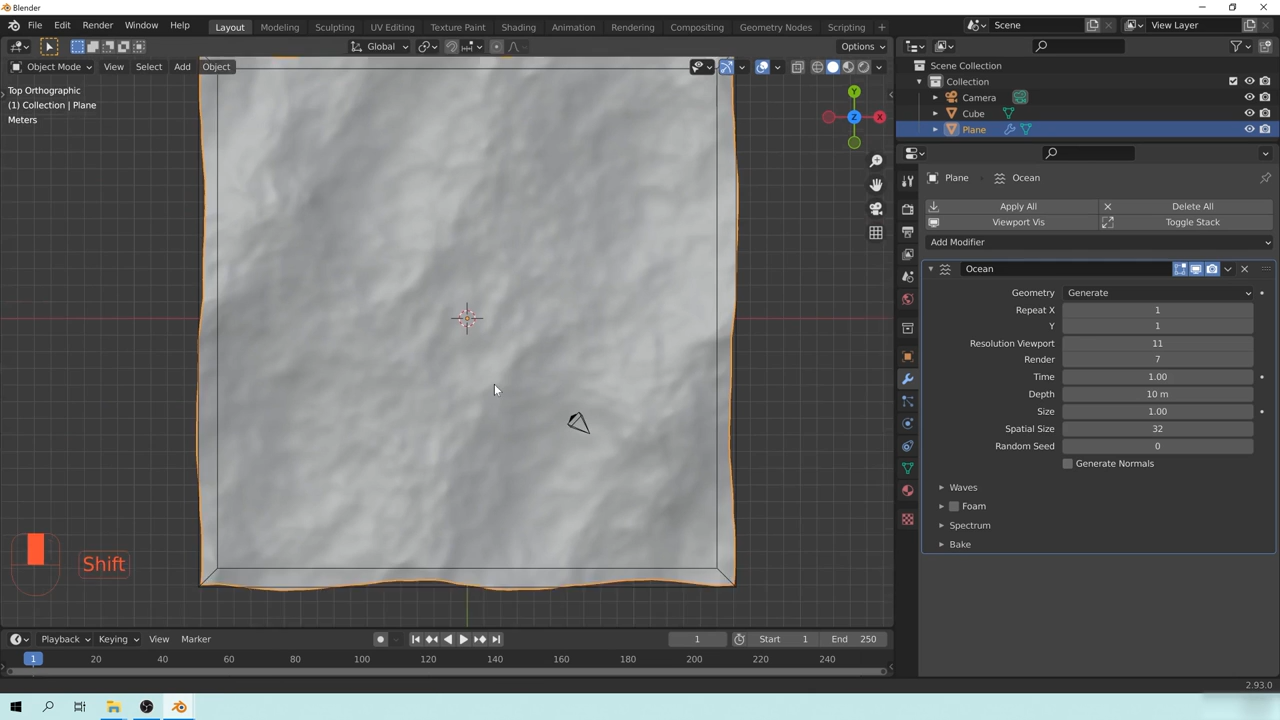 Blender
File Edit Render Window Help Layout Modeling Sculpting UV Editing Texture Paint Shading Animation Rendering Compositing Geometry Nodes Scripting + Scene View Layer
Global Options
Object Mode View Select Add Object
Top Orthographic
(1) Collection | Plane
Meters
Y
X
Z
Shift
Scene Collection
Collection
Camera
Cube
Plane
Plane Ocean
Apply All Delete All
Viewport Vis Toggle Stack
Add Modifier
Ocean
Geometry Generate
Repeat X 1
Y 1
Resolution Viewport 11
Render 7
Time 1.00
Depth 10 m
Size 1.00
Spatial Size 32
Random Seed 0
Generate Normals
Waves
Foam
Spectrum
Bake
Playback Keying View Marker 1 Start 1 End 250
1 20 40 60 80 100 120 140 160 180 200 220 240
2.93.0